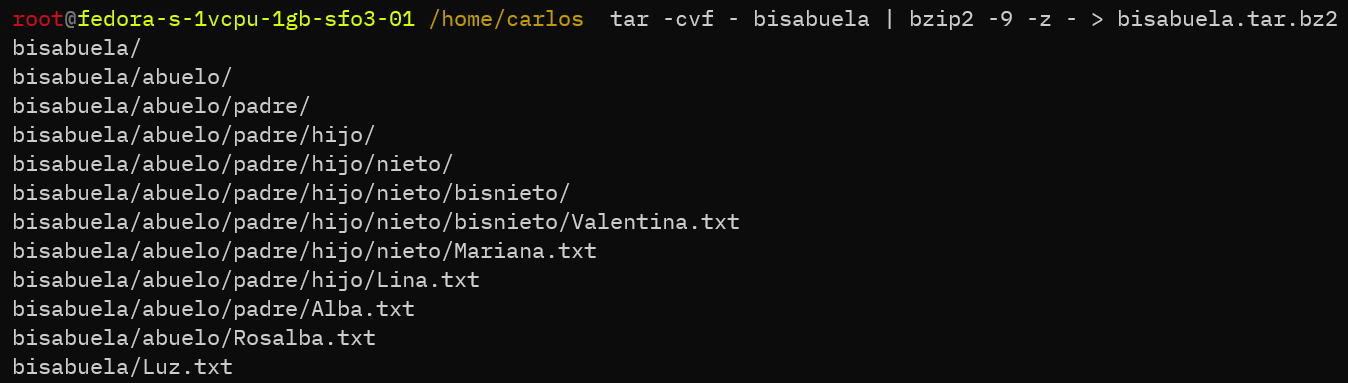 root@fedora-s-1vcpu-1gb-sfo3-01 /home/carlos  tar -cvf - bisabuela | bzip2 -9 -z - > bisabuela.tar.bz2
bisabuela/
bisabuela/abuelo/
bisabuela/abuelo/padre/
bisabuela/abuelo/padre/hijo/
bisabuela/abuelo/padre/hijo/nieto/
bisabuela/abuelo/padre/hijo/nieto/bisnieto/
bisabuela/abuelo/padre/hijo/nieto/bisnieto/Valentina.txt
bisabuela/abuelo/padre/hijo/nieto/Mariana.txt
bisabuela/abuelo/padre/hijo/Lina.txt
bisabuela/abuelo/padre/Alba.txt
bisabuela/abuelo/Rosalba.txt
bisabuela/Luz.txt